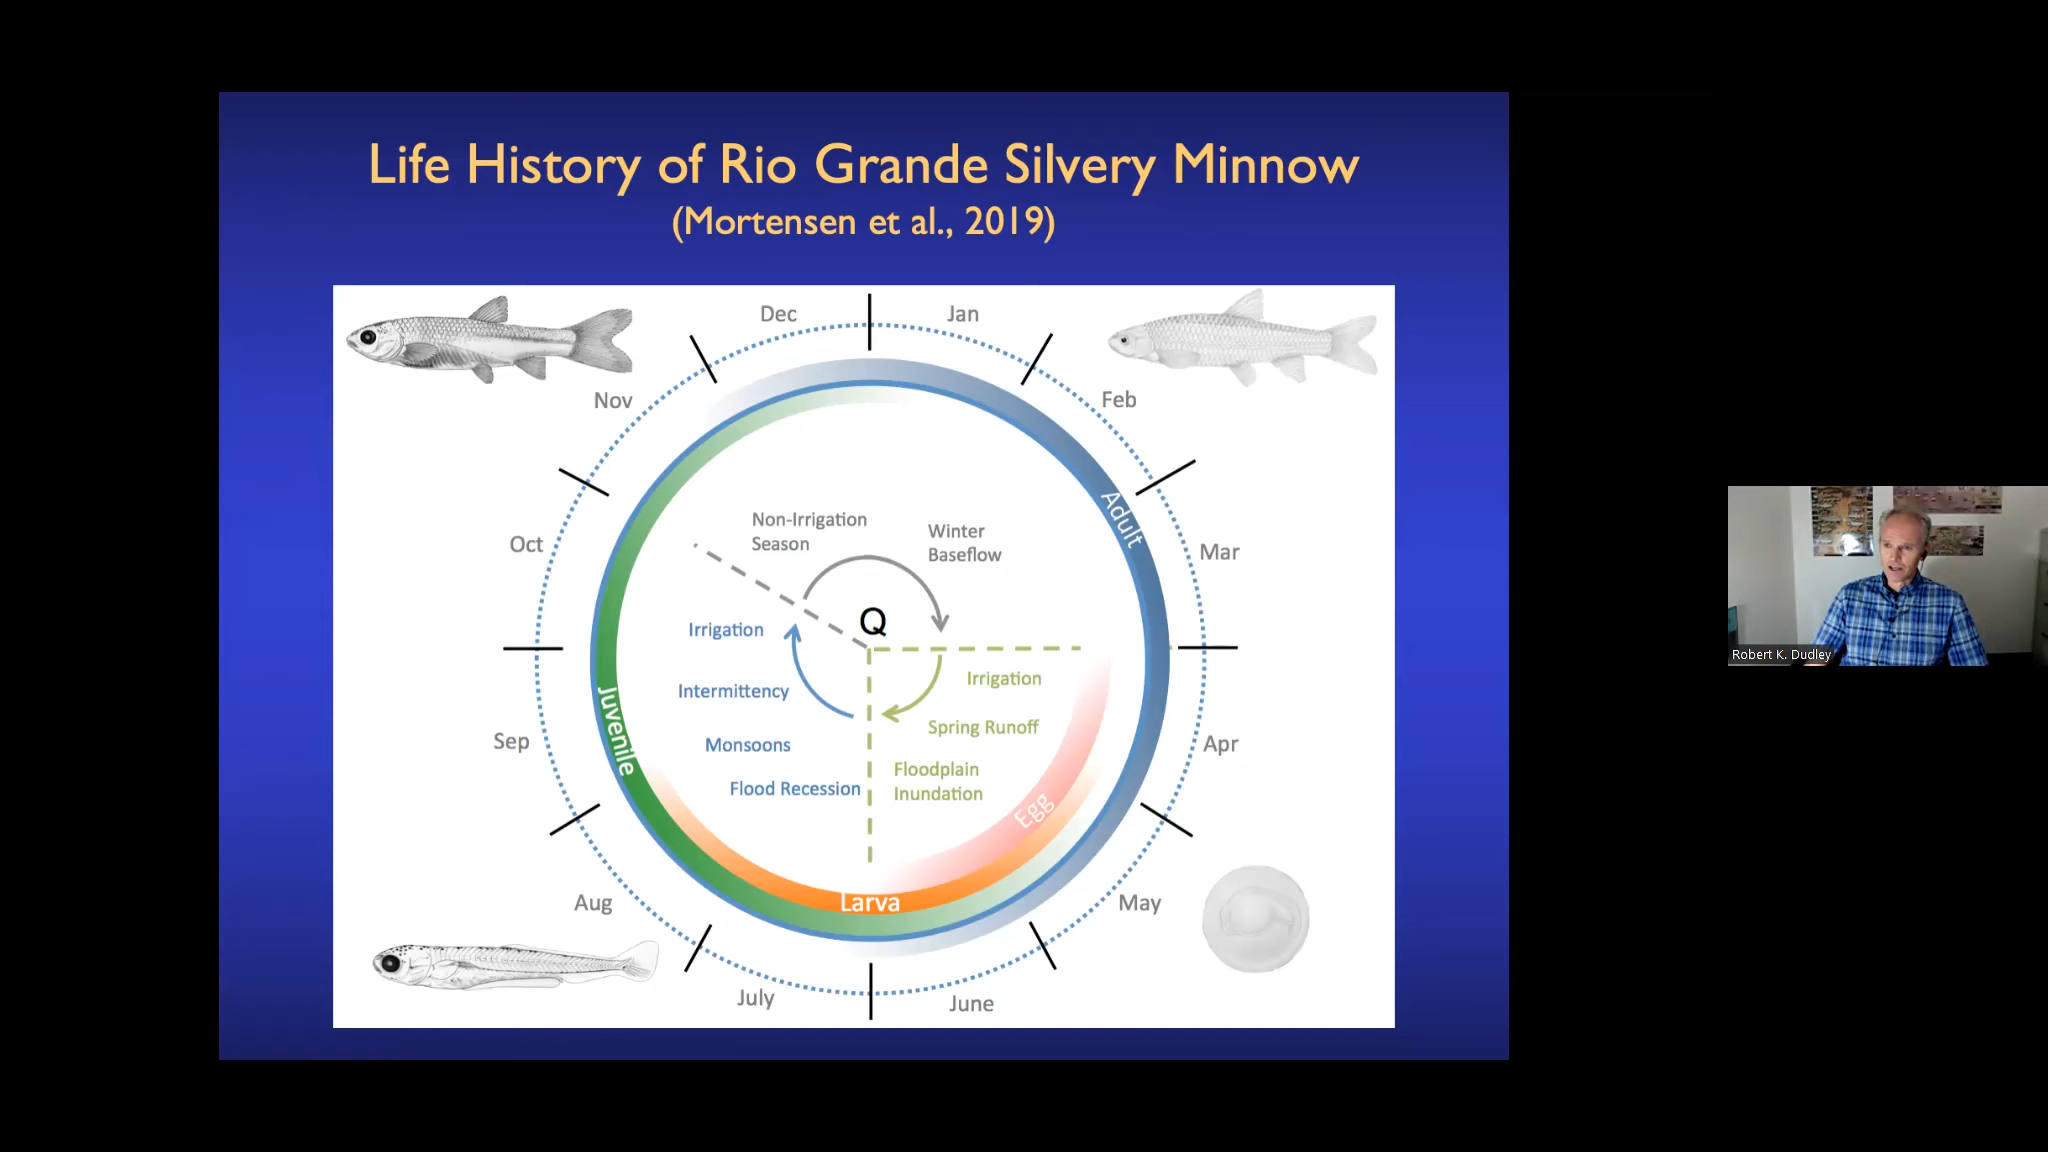 Life History of Rio Grande Silvery Minnow
(Mortensen et al., 2019)
Dec
Jan
Nov
Feb
Oct
Mar
Sep
Apr
Aug
May
July
June
Adult
Juvenile
Egg
Larva
Non-Irrigation
Season
Winter
Baseflow
Q
Irrigation
Intermittency
Monsoons
Flood Recession
Irrigation
Spring Runoff
Floodplain
Inundation
Robert K. Dudley